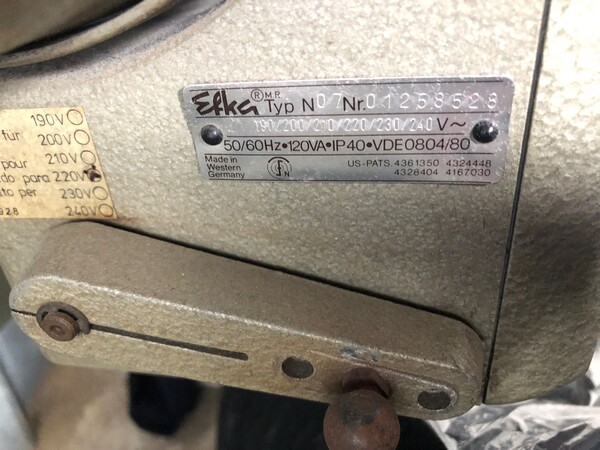 190V
für 200V
pour 210V
do para 220V
ato per 230V
928 240V
Efka ® M.R. Typ N07 Nr. 01258528
190/200/210/220/230/240 V~
50/60Hz•120VA•IP40•VDE0804/80
Made in
Western
Germany
US-PATS. 4361350 4324448
4328404 4167030